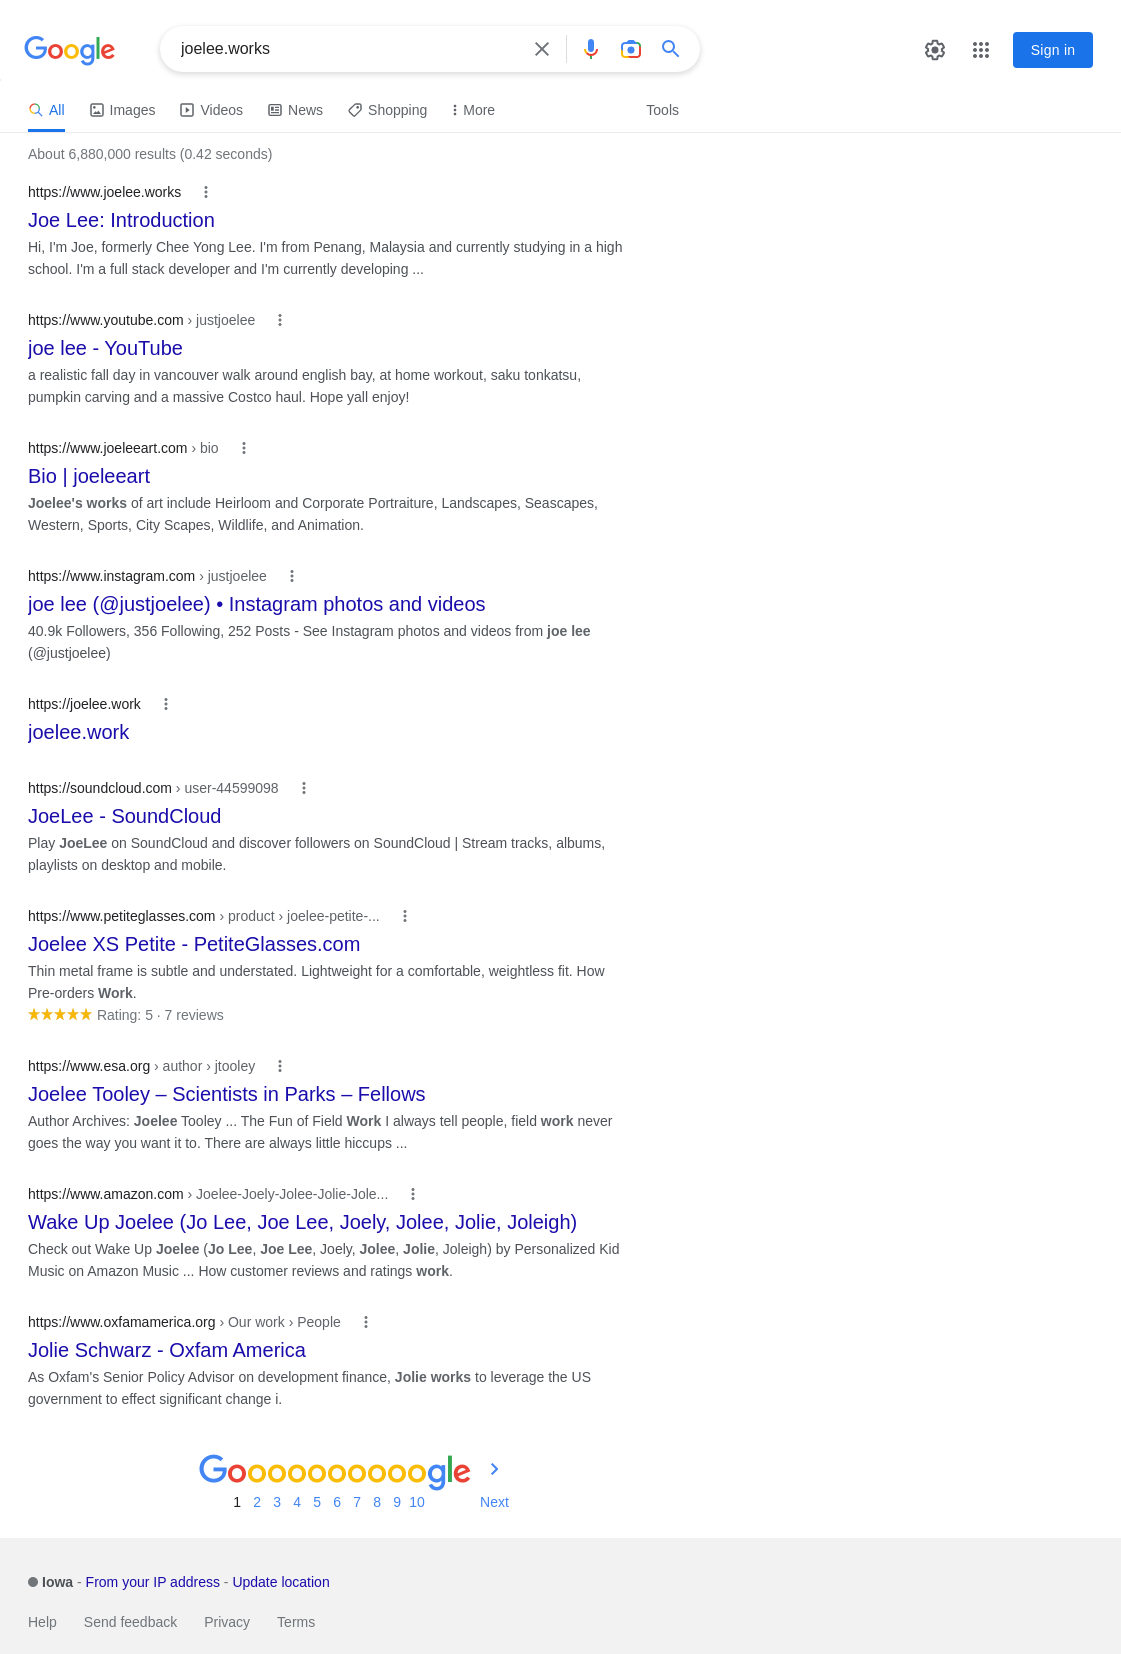 Google
joelee.works
Sign in
All Images Videos News Shopping More Tools
About 6,880,000 results (0.42 seconds)
https://www.joelee.works
Joe Lee: Introduction
Hi, I'm Joe, formerly Chee Yong Lee. I'm from Penang, Malaysia and currently studying in a high
school. I'm a full stack developer and I'm currently developing ...
https://www.youtube.com › justjoelee
joe lee - YouTube
a realistic fall day in vancouver walk around english bay, at home workout, saku tonkatsu,
pumpkin carving and a massive Costco haul. Hope yall enjoy!
https://www.joeleeart.com › bio
Bio | joeleeart
Joelee's works of art include Heirloom and Corporate Portraiture, Landscapes, Seascapes,
Western, Sports, City Scapes, Wildlife, and Animation.
https://www.instagram.com › justjoelee
joe lee (@justjoelee) • Instagram photos and videos
40.9k Followers, 356 Following, 252 Posts - See Instagram photos and videos from joe lee
(@justjoelee)
https://joelee.work
joelee.work
https://soundcloud.com › user-44599098
JoeLee - SoundCloud
Play JoeLee on SoundCloud and discover followers on SoundCloud | Stream tracks, albums,
playlists on desktop and mobile.
https://www.petiteglasses.com › product › joelee-petite-...
Joelee XS Petite - PetiteGlasses.com
Thin metal frame is subtle and understated. Lightweight for a comfortable, weightless fit. How
Pre-orders Work.
Rating: 5 · 7 reviews
https://www.esa.org › author › jtooley
Joelee Tooley – Scientists in Parks – Fellows
Author Archives: Joelee Tooley ... The Fun of Field Work I always tell people, field work never
goes the way you want it to. There are always little hiccups ...
https://www.amazon.com › Joelee-Joely-Jolee-Jolie-Jole...
Wake Up Joelee (Jo Lee, Joe Lee, Joely, Jolee, Jolie, Joleigh)
Check out Wake Up Joelee (Jo Lee, Joe Lee, Joely, Jolee, Jolie, Joleigh) by Personalized Kid
Music on Amazon Music ... How customer reviews and ratings work.
https://www.oxfamamerica.org › Our work › People
Jolie Schwarz - Oxfam America
As Oxfam's Senior Policy Advisor on development finance, Jolie works to leverage the US
government to effect significant change i.
Goooooooooogle
1 2 3 4 5 6 7 8 9 10 Next
Iowa - From your IP address - Update location
Help Send feedback Privacy Terms